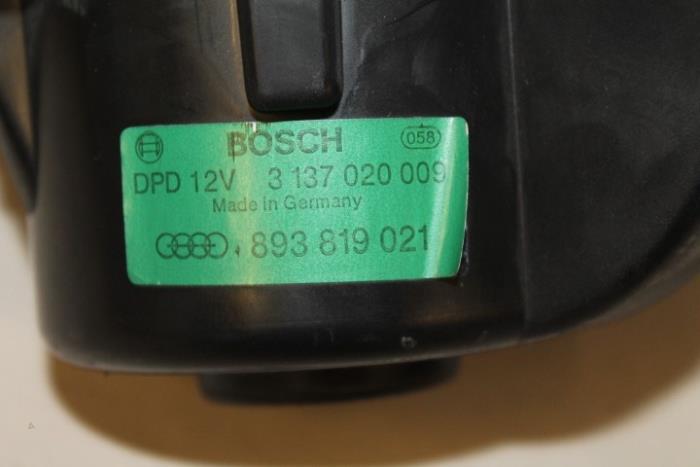 BOSCH 058
DPD 12V 3 137 020 009
Made in Germany
893 819 021